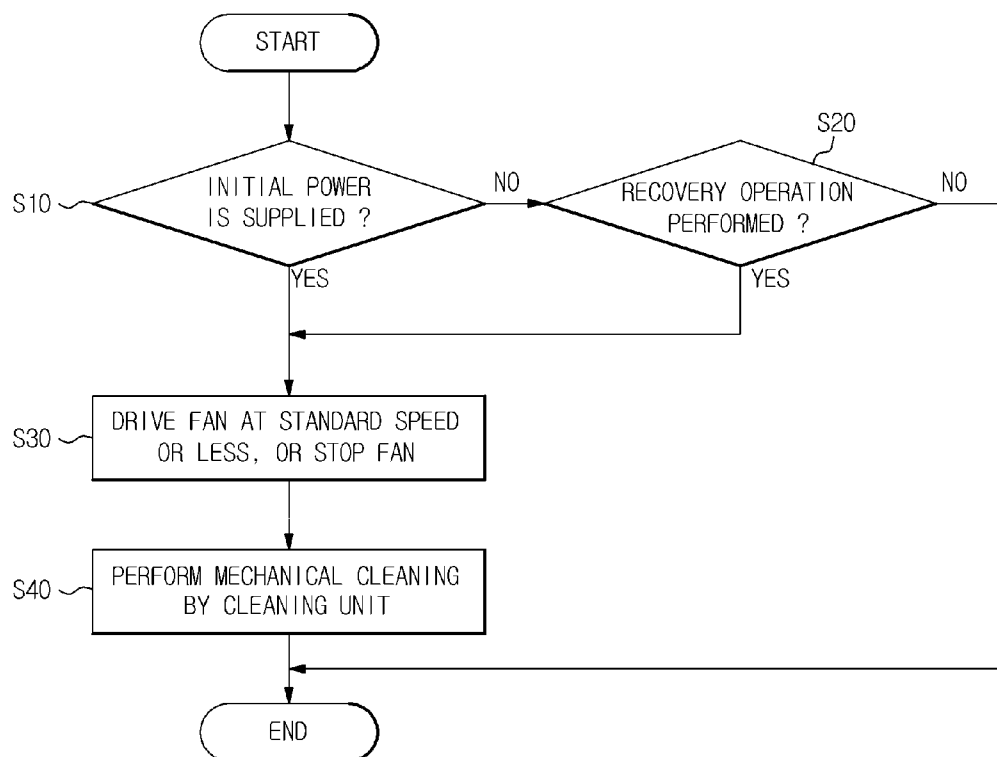 START
S10
INITIAL POWER
IS SUPPLIED ?
NO
YES
S20
RECOVERY OPERATION
PERFORMED ?
NO
YES
S30
DRIVE FAN AT STANDARD SPEED
OR LESS, OR STOP FAN
S40
PERFORM MECHANICAL CLEANING
BY CLEANING UNIT
END